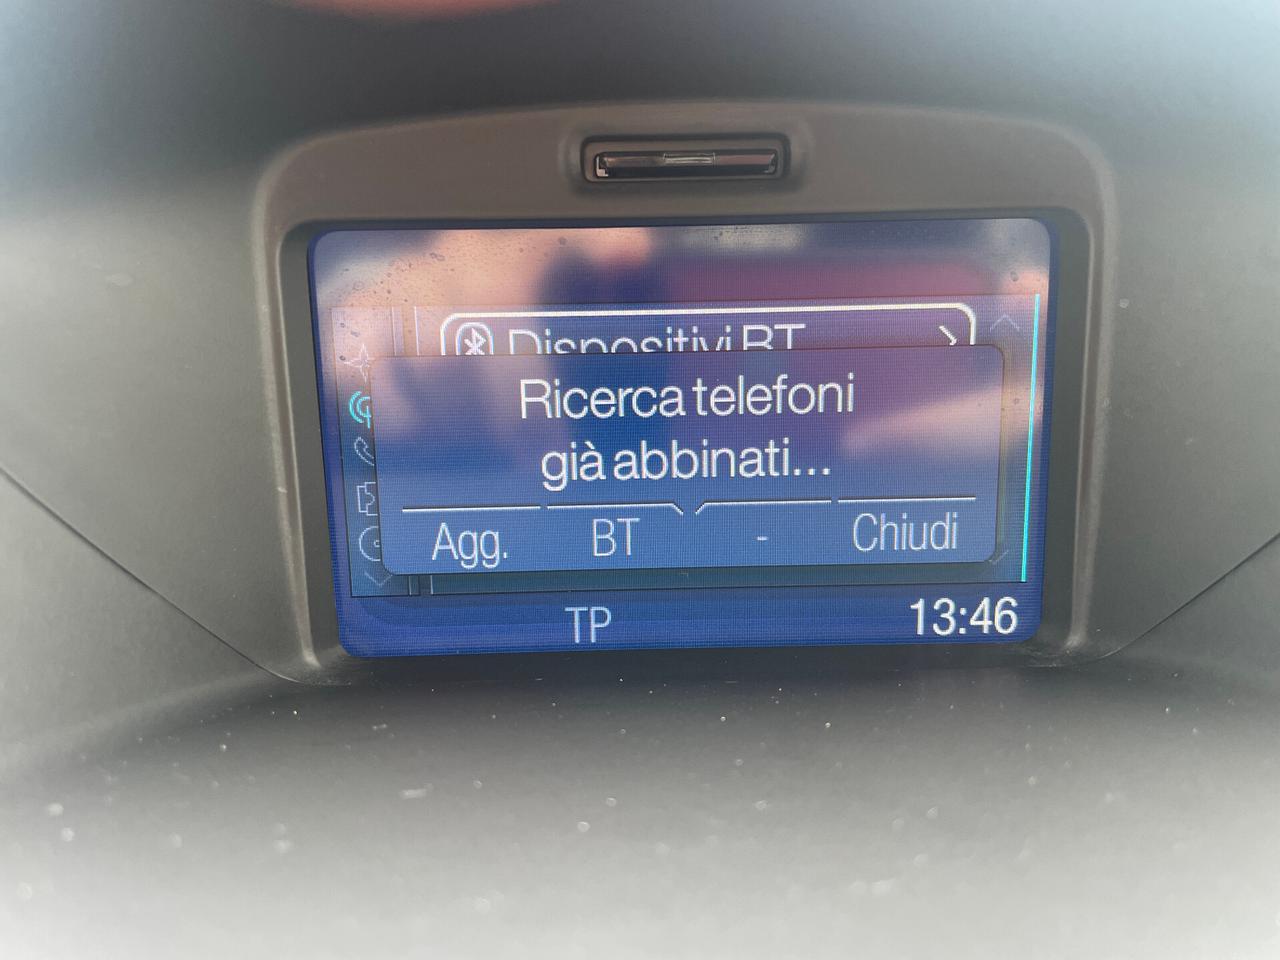 Dispositivi BT
Ricerca telefoni
già abbinati...
Agg. BT - Chiudi
TP 13:46